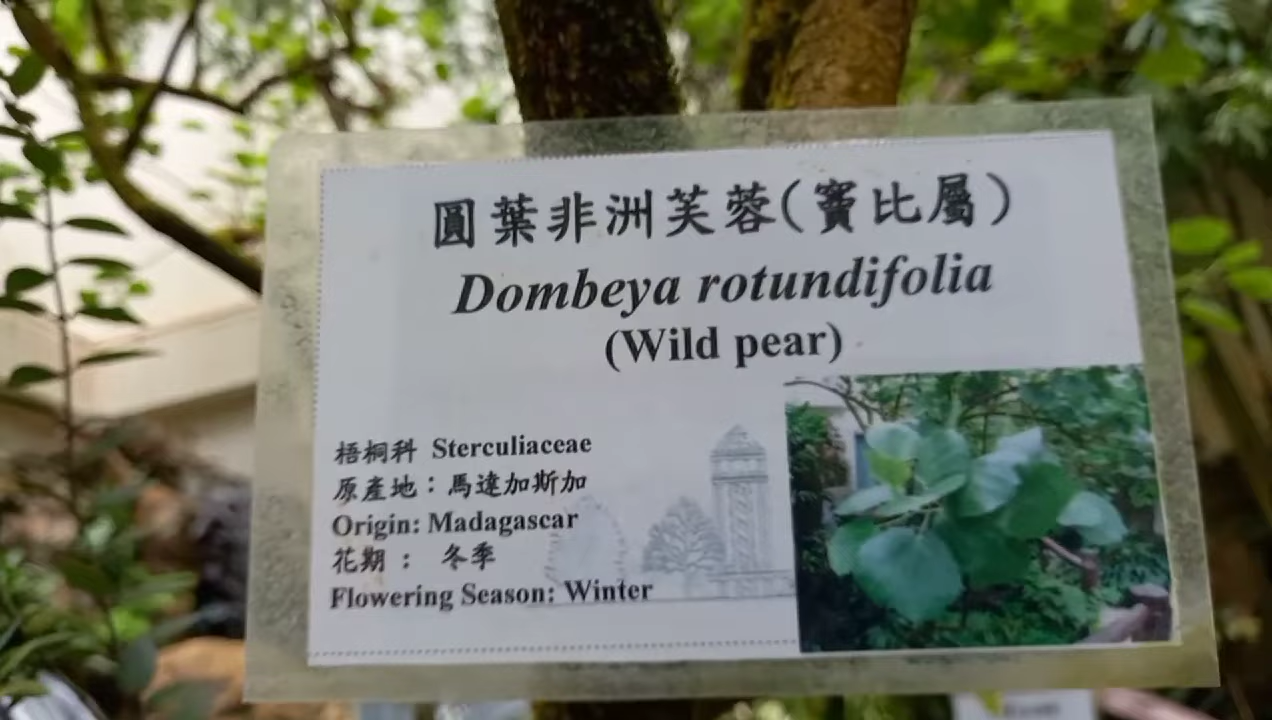 圓葉非洲芙蓉(竇比屬)
Dombeya rotundifolia
(Wild pear)
梧桐科 Sterculiaceae
原產地：馬達加斯加
Origin: Madagascar
花期： 冬季
Flowering Season: Winter